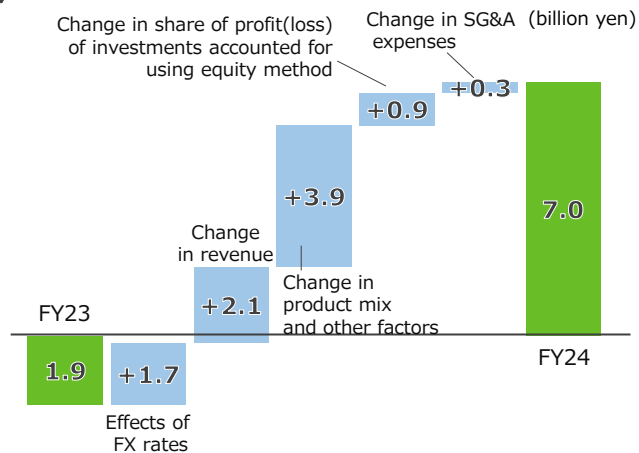 Change in share of profit(loss)
of investments accounted for
using equity method
Change in SG&A
expenses
(billion yen)
+0.3
+0.9
+3.9
7.0
Change
in revenue
+2.1
Change in
product mix
and other factors
FY23
1.9
+1.7
FY24
Effects of
FX rates